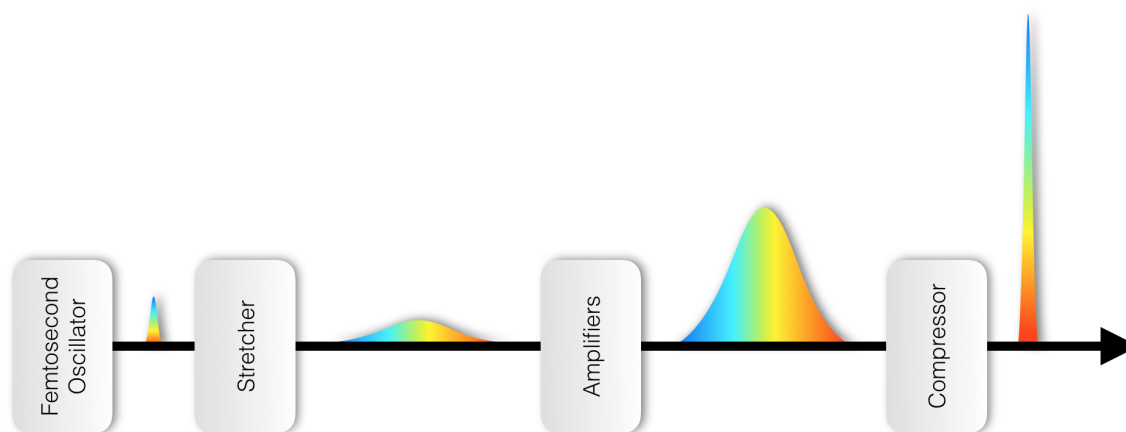 Femtosecond
Oscillator
Stretcher
Amplifiers
Compressor